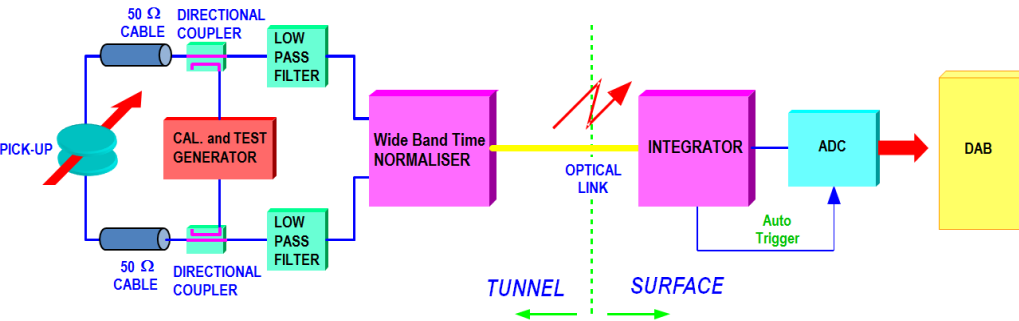 50 Ω
CABLE
DIRECTIONAL
COUPLER
LOW
PASS
FILTER
PICK-UP
CAL. and TEST
GENERATOR
Wide Band Time
NORMALISER
OPTICAL
LINK
INTEGRATOR
ADC
DAB
Auto
Trigger
LOW
PASS
FILTER
50 Ω
CABLE
DIRECTIONAL
COUPLER
TUNNEL
SURFACE